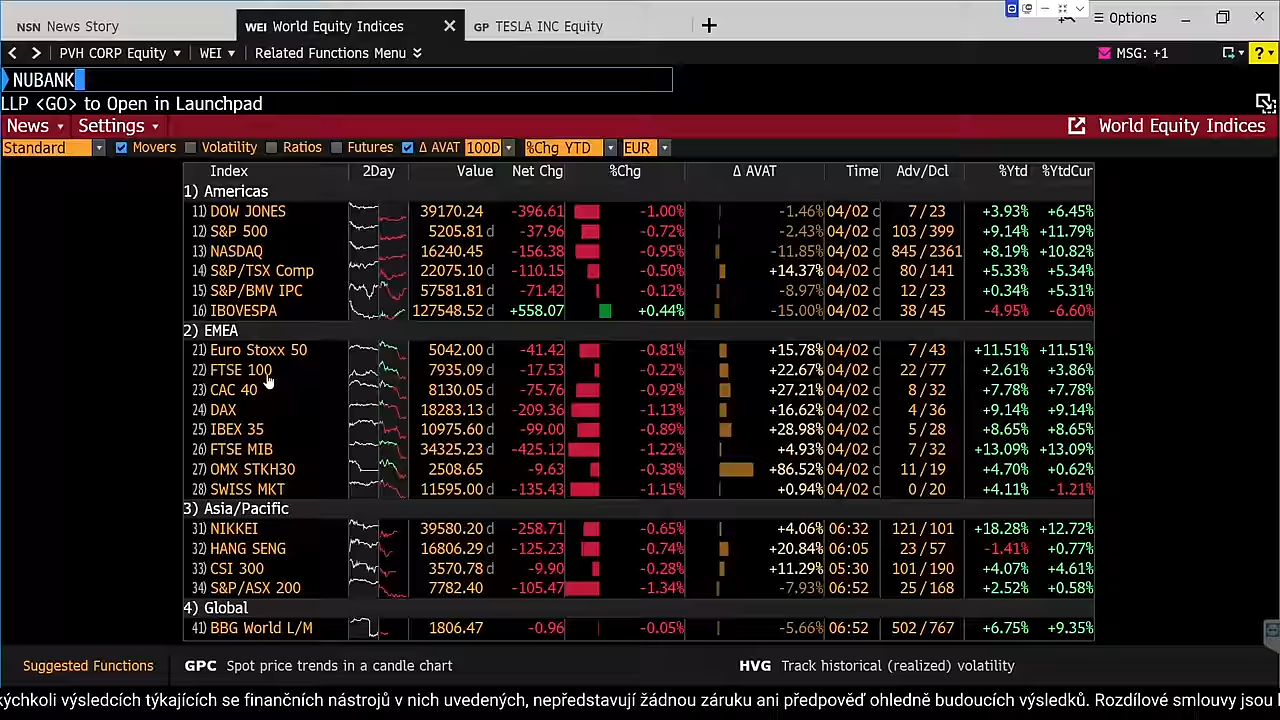 NSN News Story WEI World Equity Indices GP TESLA INC Equity
Options
PVH CORP Equity WEI Related Functions Menu MSG: +1 ?
NUBANK
LLP <GO> to Open in Launchpad
News Settings World Equity Indices
Standard Movers Volatility Ratios Futures Δ AVAT 100D %Chg YTD EUR
Index 2Day Value Net Chg %Chg Δ AVAT Time Adv/Dcl %Ytd %YtdCur
1) Americas
11) DOW JONES 39170.24 -396.61 -1.00% -1.46% 04/02 c 7 / 23 +3.93% +6.45%
12) S&P 500 5205.81 d -37.96 -0.72% -2.43% 04/02 c 103 / 399 +9.14% +11.79%
13) NASDAQ 16240.45 -156.38 -0.95% -11.85% 04/02 c 845 / 2361 +8.19% +10.82%
14) S&P/TSX Comp 22075.10 d -110.15 -0.50% +14.37% 04/02 c 80 / 141 +5.33% +5.34%
15) S&P/BMV IPC 57581.81 d -71.42 -0.12% -8.97% 04/02 c 12 / 23 +0.34% +5.31%
16) IBOVESPA 127548.52 d +558.07 +0.44% -15.00% 04/02 c 38 / 45 -4.95% -6.60%
2) EMEA
21) Euro Stoxx 50 5042.00 d -41.42 -0.81% +15.78% 04/02 c 7 / 43 +11.51% +11.51%
22) FTSE 100 7935.09 d -17.53 -0.22% +22.67% 04/02 c 22 / 77 +2.61% +3.86%
23) CAC 40 8130.05 d -75.76 -0.92% +27.21% 04/02 c 8 / 32 +7.78% +7.78%
24) DAX 18283.13 d -209.36 -1.13% +16.62% 04/02 c 4 / 36 +9.14% +9.14%
25) IBEX 35 10975.60 d -99.00 -0.89% +28.98% 04/02 c 5 / 28 +8.65% +8.65%
26) FTSE MIB 34325.23 d -425.12 -1.22% +4.93% 04/02 c 7 / 32 +13.09% +13.09%
27) OMX STKH30 2508.65 -9.63 -0.38% +86.52% 04/02 c 11 / 19 +4.70% +0.62%
28) SWISS MKT 11595.00 d -135.43 -1.15% +0.94% 04/02 c 0 / 20 +4.11% -1.21%
3) Asia/Pacific
31) NIKKEI 39580.20 d -258.71 -0.65% +4.06% 06:32 121 / 101 +18.28% +12.72%
32) HANG SENG 16806.29 d -125.23 -0.74% +20.84% 06:05 23 / 57 -1.41% +0.77%
33) CSI 300 3570.78 d -9.90 -0.28% +11.29% 05:30 101 / 190 +4.07% +4.61%
34) S&P/ASX 200 7782.40 -105.47 -1.34% -7.93% 06:52 25 / 168 +2.52% +0.58%
4) Global
41) BBG World L/M 1806.47 -0.96 -0.05% -5.66% 06:52 502 / 767 +6.75% +9.35%
Suggested Functions GPC Spot price trends in a candle chart HVG Track historical (realized) volatility
kýchkoli výsledcích týkajících se finančních nástrojů v nich uvedených, nepředstavují žádnou záruku ani předpověď ohledně budoucích výsledků. Rozdílové smlouvy jsou